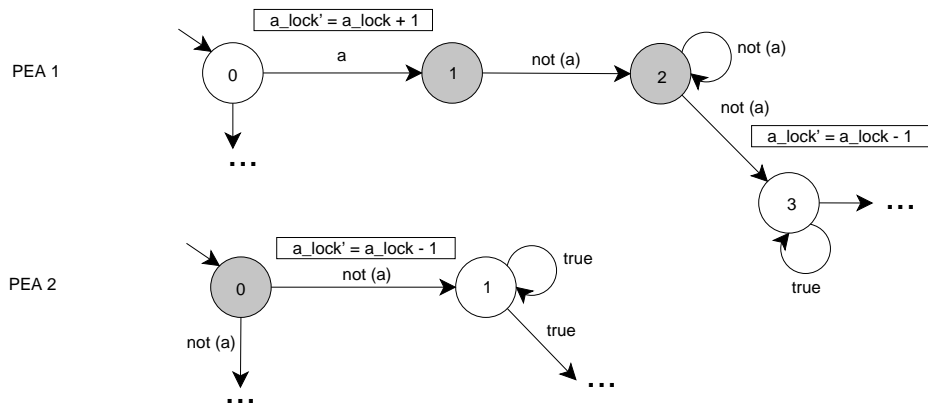 a_lock' = a_lock + 1
PEA 1
0
a
1
not (a)
2
not (a)
not (a)
a_lock' = a_lock - 1
...
3
...
true
a_lock' = a_lock - 1
PEA 2
0
not (a)
1
true
not (a)
true
...
...